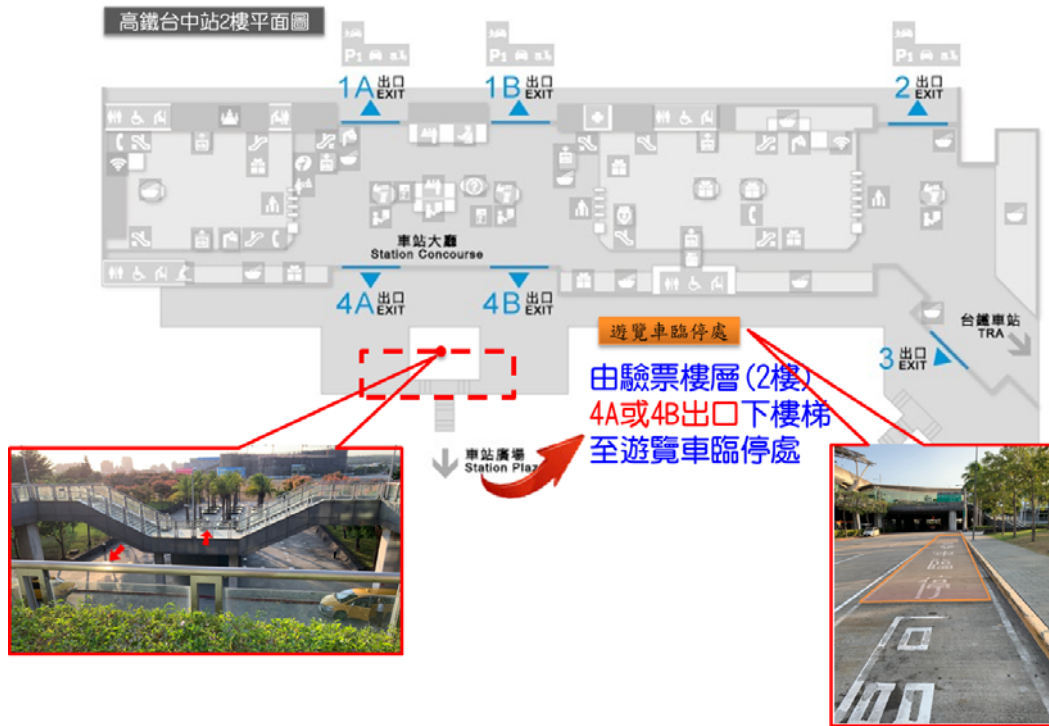 高鐵台中站2樓平面圖
P1
P1
P1
1A 出口 EXIT
1B 出口 EXIT
2 出口 EXIT
車站大廳
Station Concourse
4A 出口 EXIT
4B 出口 EXIT
遊覽車臨停處
台鐵車站
TRA
3 出口 EXIT
由驗票樓層(2樓)
4A或4B出口下樓梯
至遊覽車臨停處
車站廣場
Station Plaz
臨
停